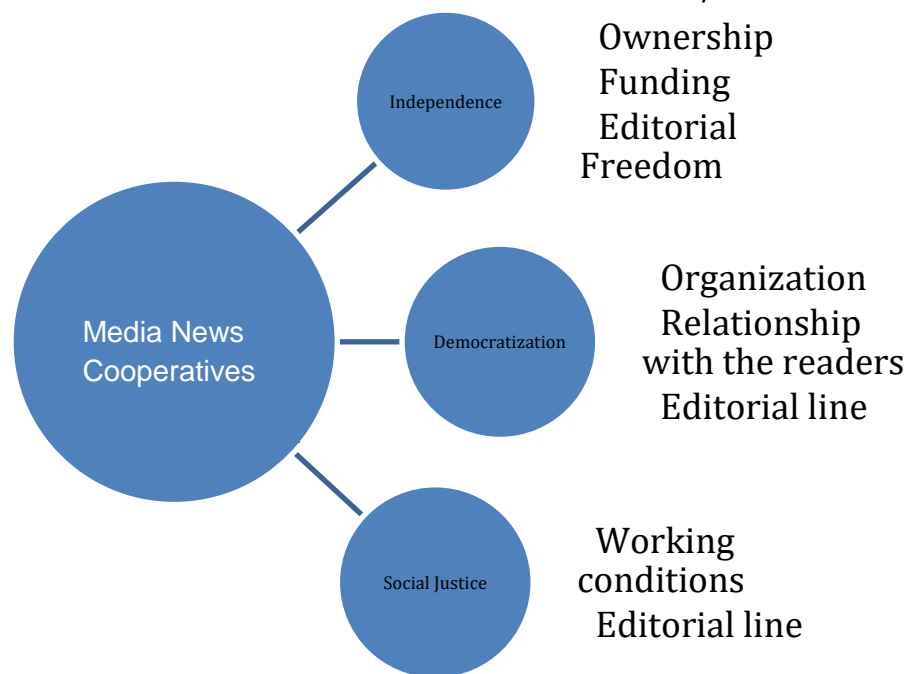 Independence
Ownership
Funding
Editorial
Freedom
Media News
Cooperatives
Democratization
Organization
Relationship
with the readers
Editorial line
Social Justice
Working
conditions
Editorial line